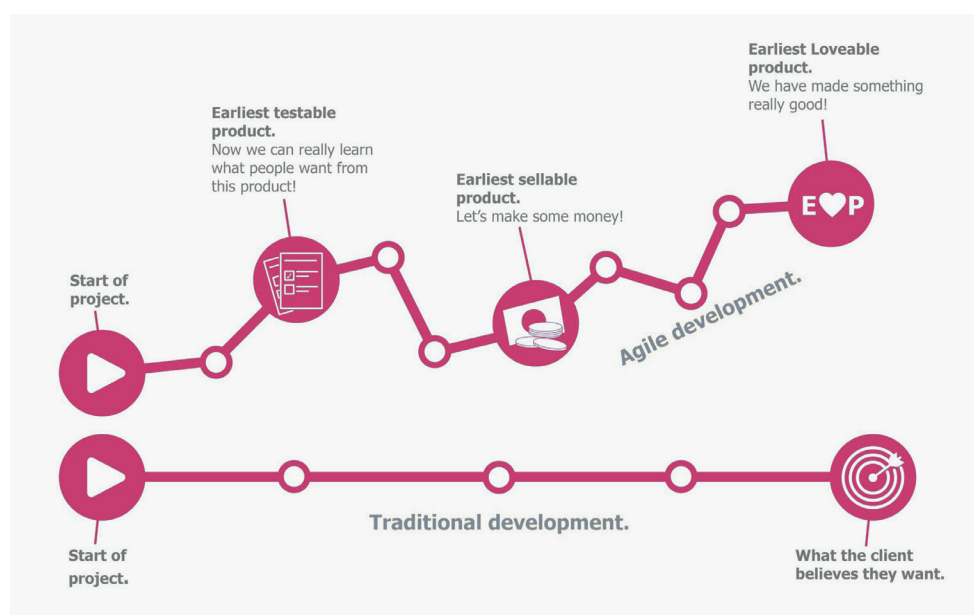 Earliest Loveable
product.
We have made something
really good!
Earliest testable
product.
Now we can really learn
what people want from
this product!
Earliest sellable
product.
Let's make some money!
E♥P
Start of
project.
Agile development.
Traditional development.
Start of
project.
What the client
believes they want.